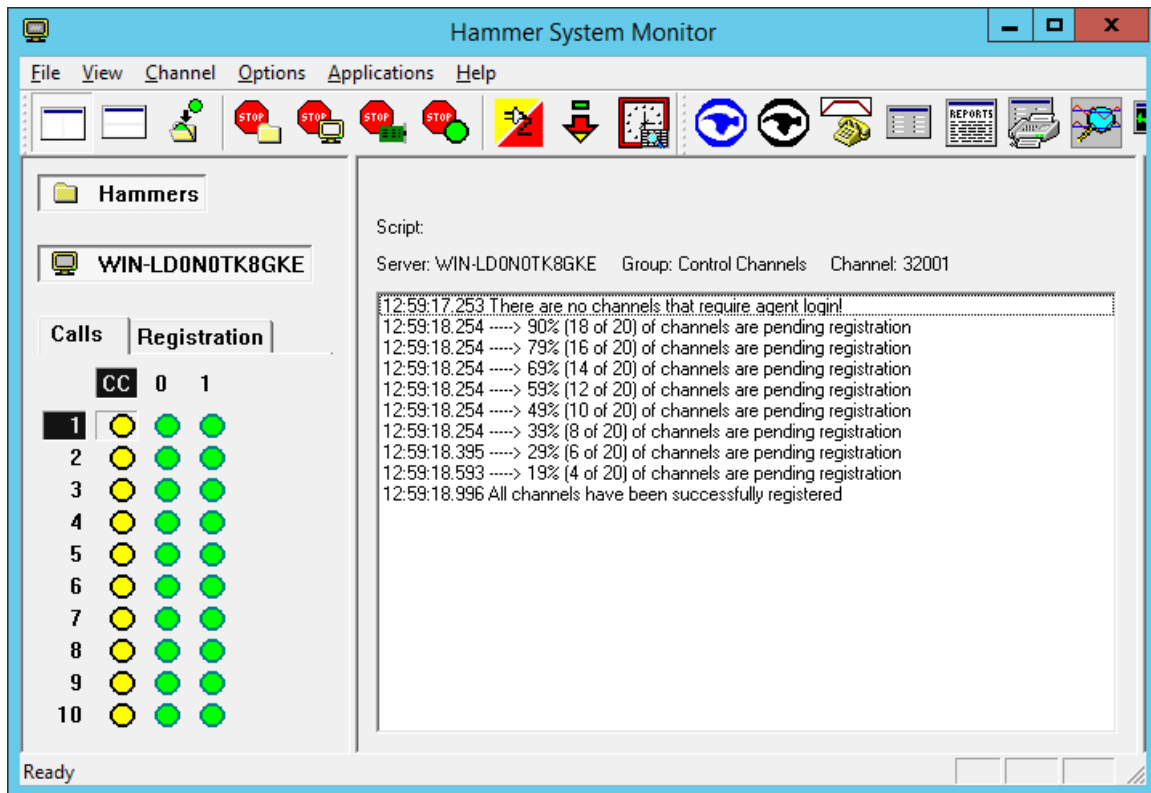 Hammer System Monitor
File View Channel Options Applications Help
STOP STOP STOP STOP 2 REPORTS
Hammers
WIN-LD0N0TK8GKE
Calls Registration
CC 0 1
1
2
3
4
5
6
7
8
9
10
Script:
Server: WIN-LD0N0TK8GKE Group: Control Channels Channel: 32001
12:59:17.253 There are no channels that require agent login!
12:59:18.254 -----> 90% (18 of 20) of channels are pending registration
12:59:18.254 -----> 79% (16 of 20) of channels are pending registration
12:59:18.254 -----> 69% (14 of 20) of channels are pending registration
12:59:18.254 -----> 59% (12 of 20) of channels are pending registration
12:59:18.254 -----> 49% (10 of 20) of channels are pending registration
12:59:18.254 -----> 39% (8 of 20) of channels are pending registration
12:59:18.395 -----> 29% (6 of 20) of channels are pending registration
12:59:18.593 -----> 19% (4 of 20) of channels are pending registration
12:59:18.996 All channels have been successfully registered
Ready